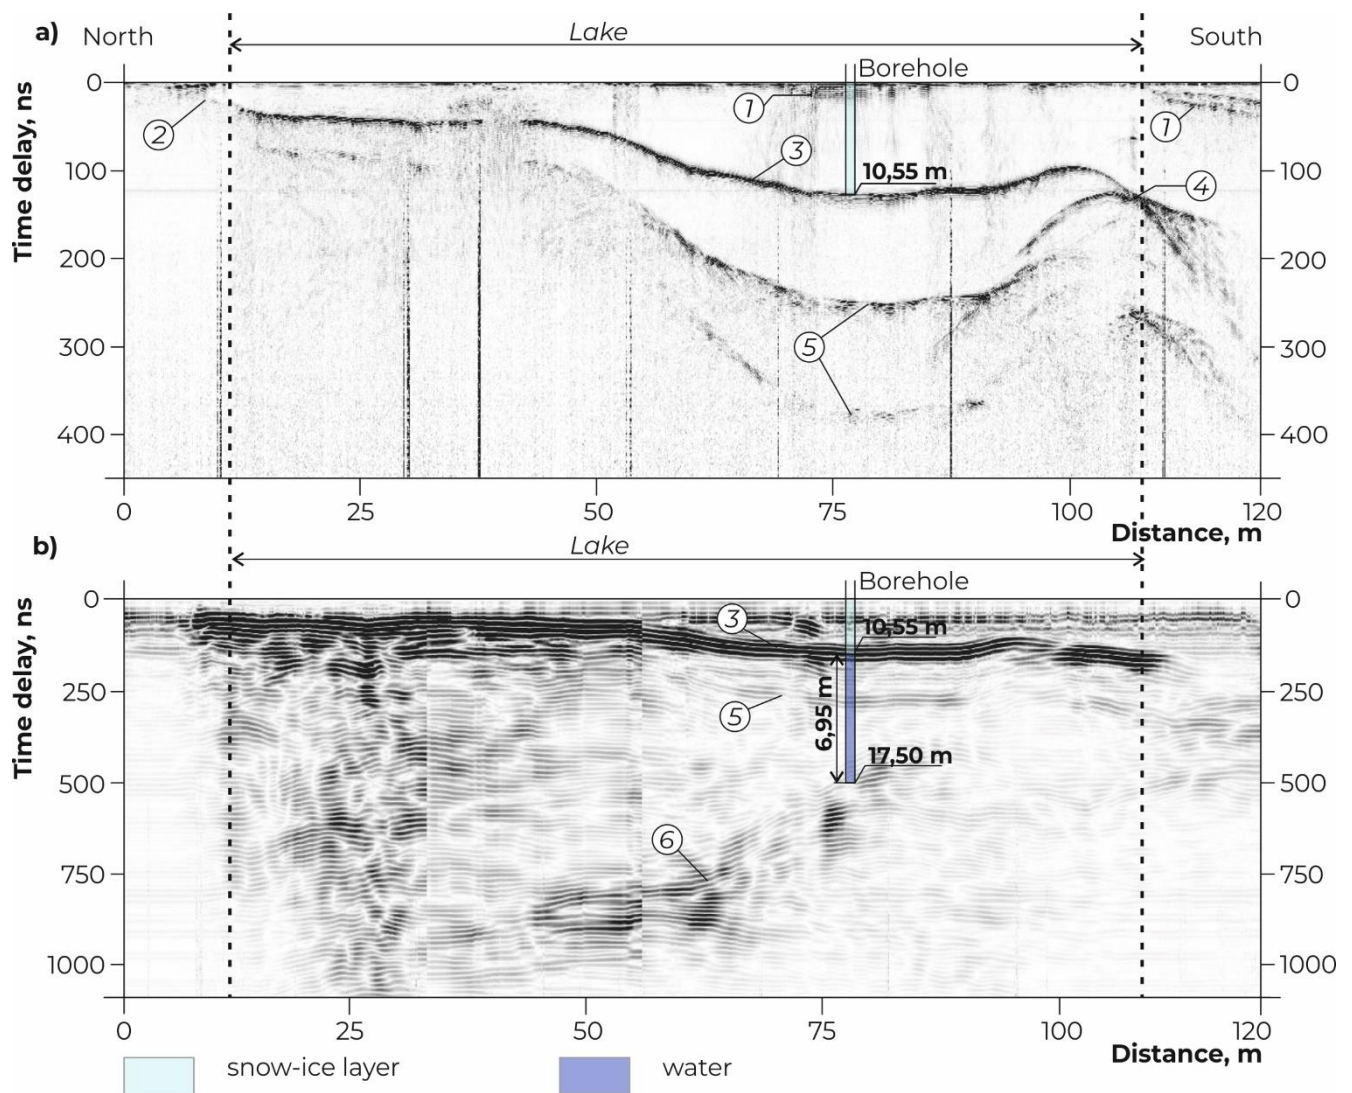 a) North Lake South
Borehole
Time delay, ns
0 0
1
2
1
3
100 10,55 m 100
4
200 200
5
300 300
400 400
0 25 50 75 100 120
Distance, m
b) Lake
Borehole
Time delay, ns
0 0
3
10,55 m
250 250
5
6,95 m
17,50 m
500 500
6
750 750
1000 1000
0 25 50 75 100 120
Distance, m
snow-ice layer water